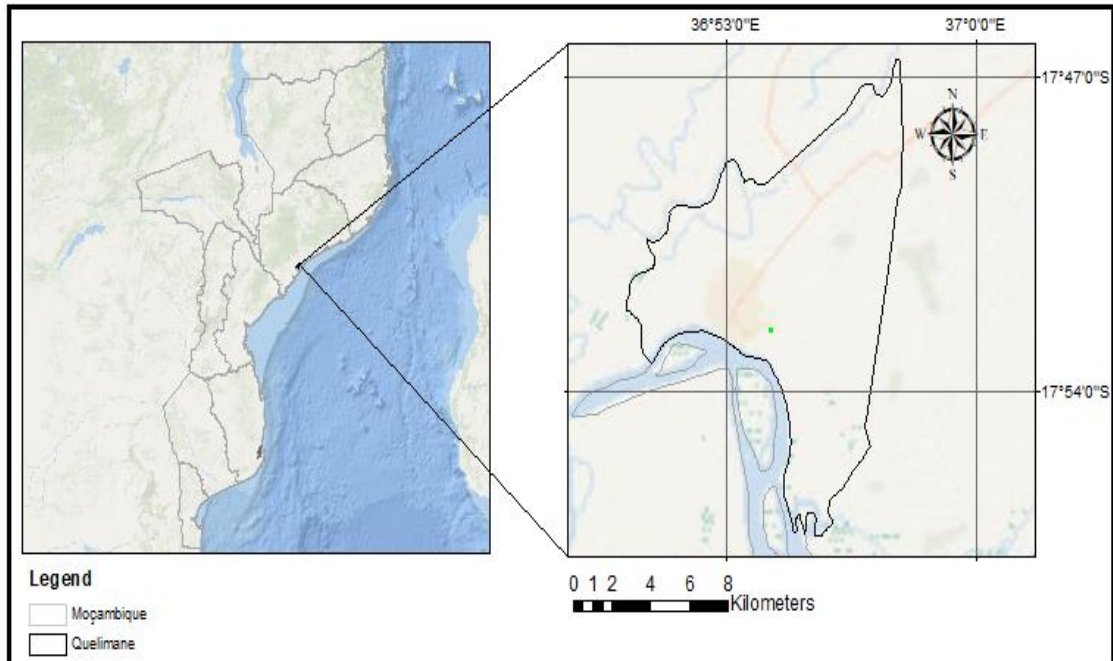 36°53'0"E 37°0'0"E
17°47'0"S
N
W E
S
17°54'0"S
Legend
Moçambique
Quelimane
0 1 2 4 6 8
Kilometers